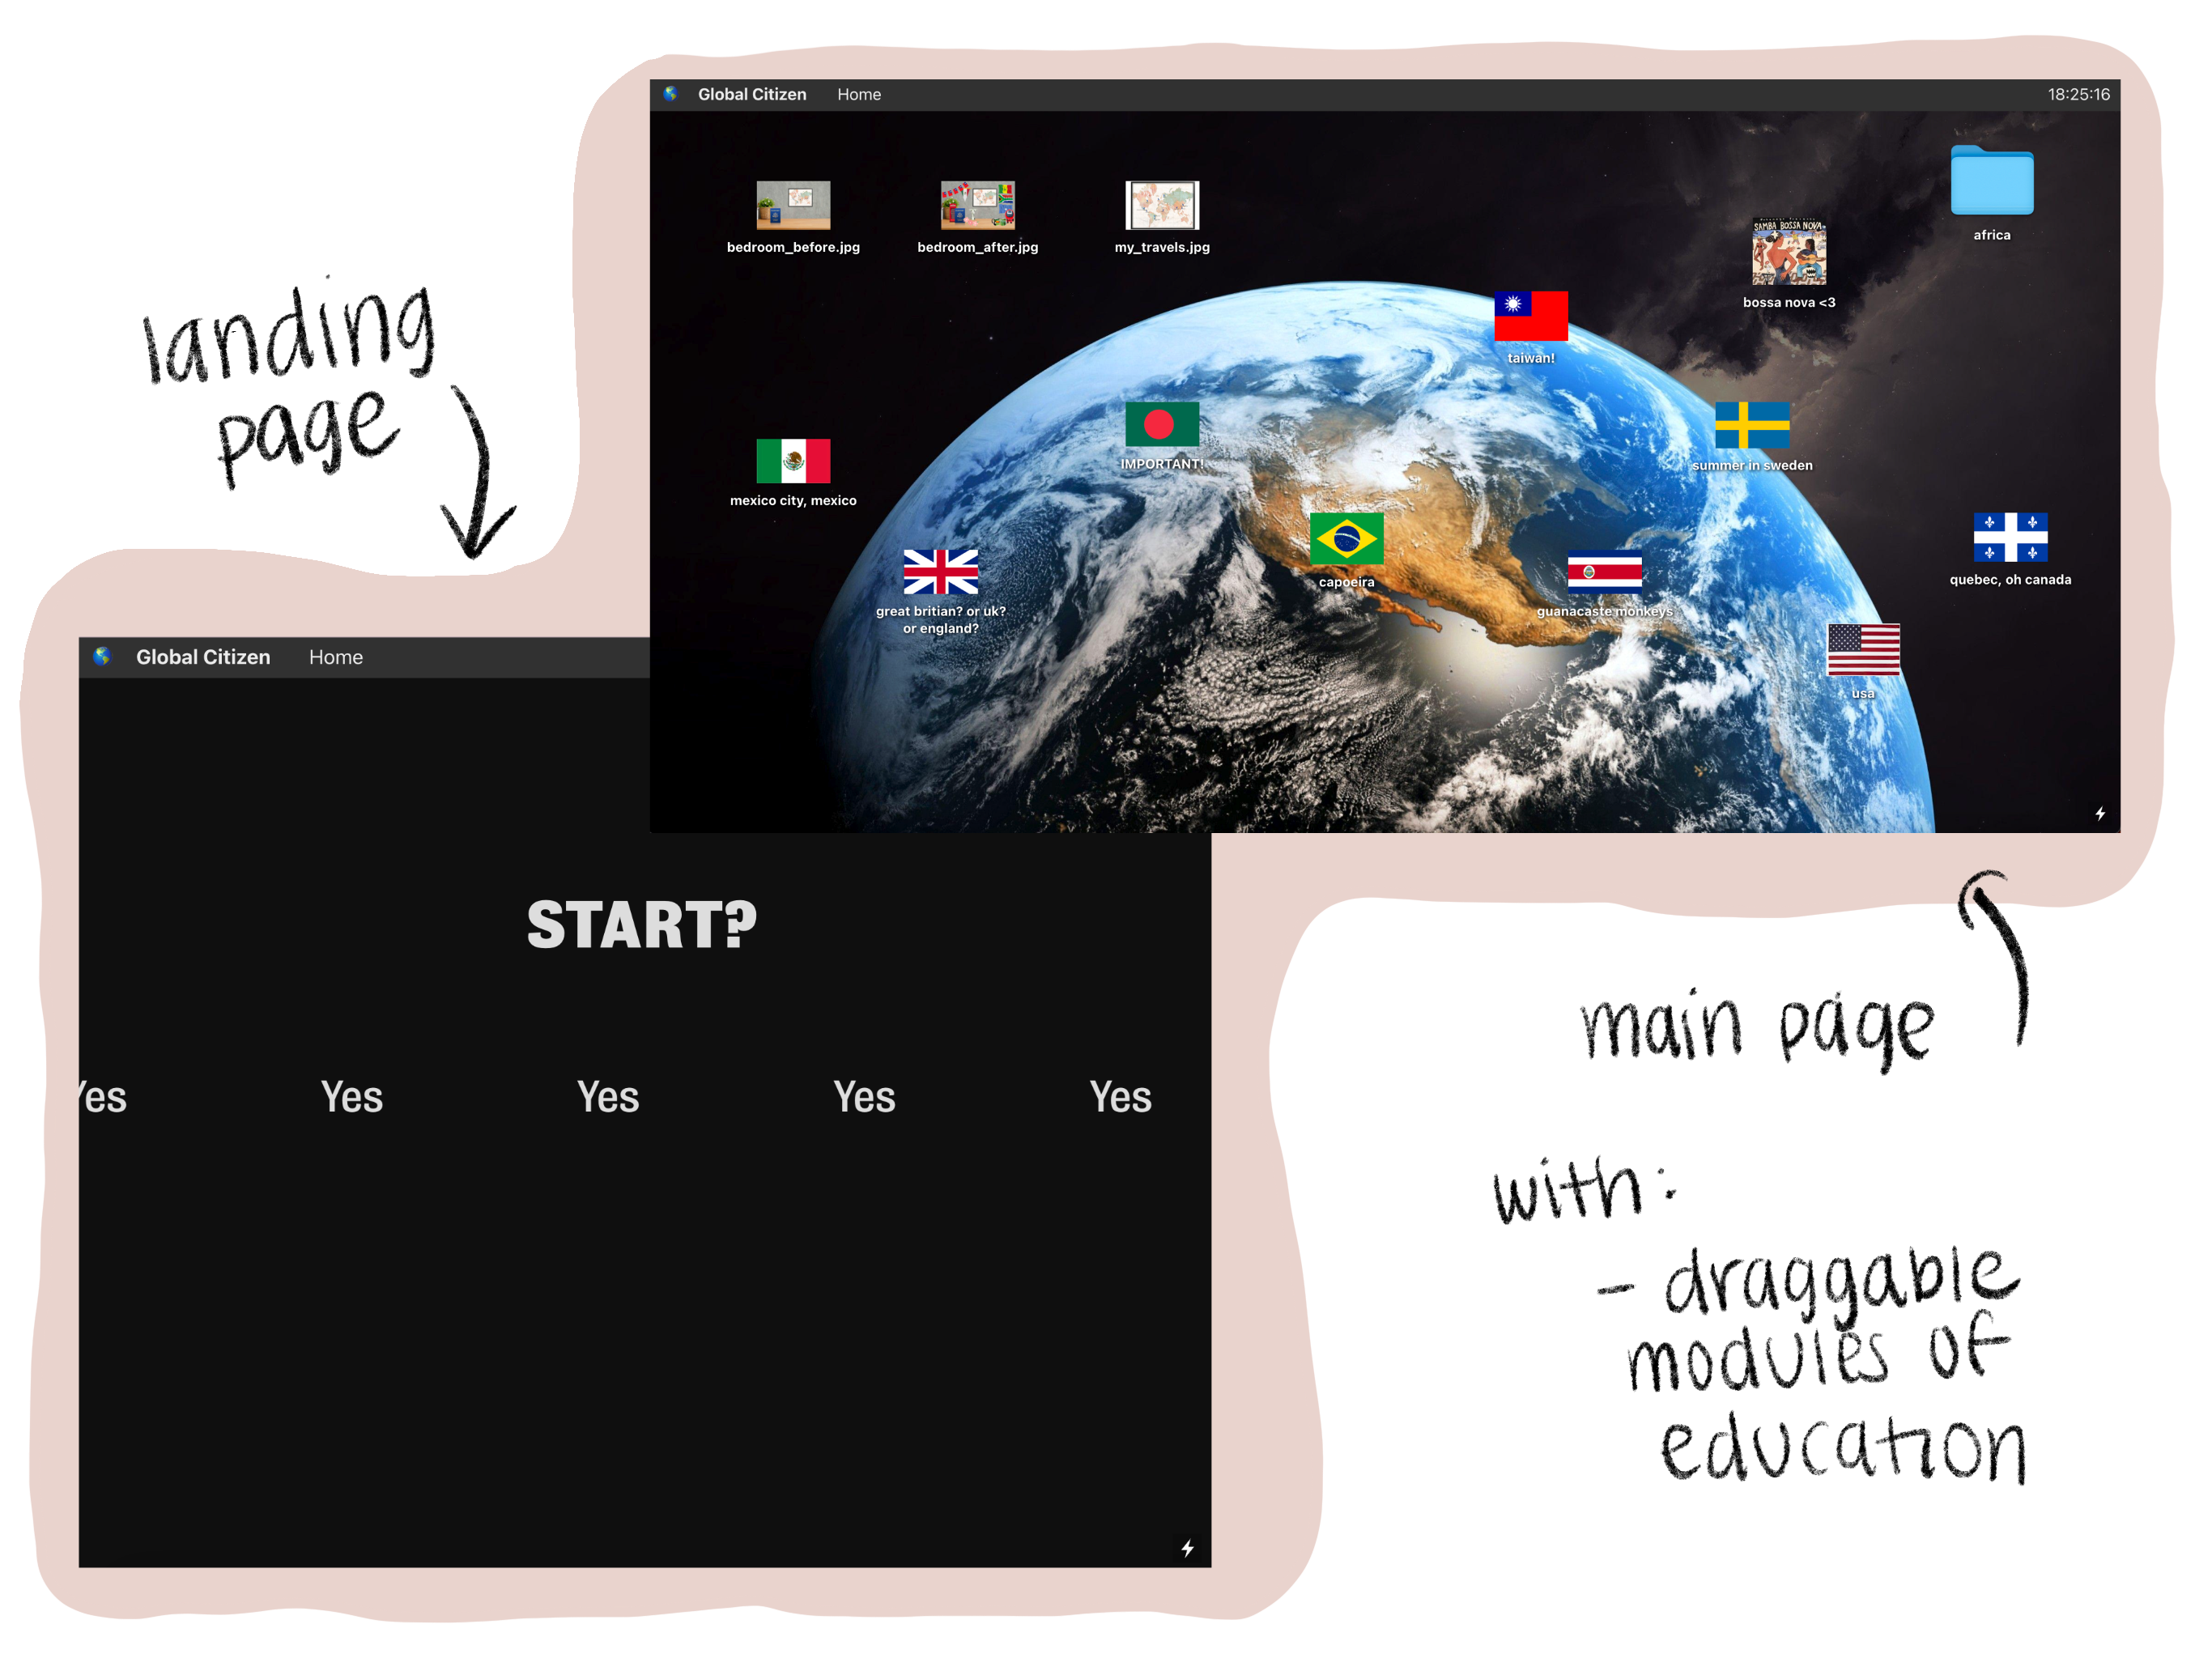 Global Citizen Home 18:25:16
bedroom_before.jpg
bedroom_after.jpg
my_travels.jpg
SAMBA BOSSA NOVA
bossa nova <3
africa
taiwan!
IMPORTANT!
summer in sweden
mexico city, mexico
capoeira
quebec, oh canada
great britian? or uk?
or england?
guanacaste monkeys
usa
landing
page
Global Citizen Home
START?
Yes Yes Yes Yes Yes
main page
with:
- draggable
modules of
education